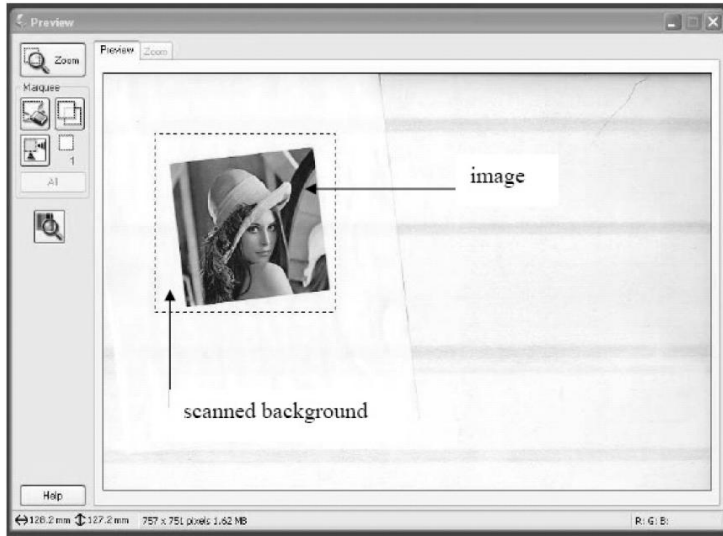 Preview
Zoom
Preview
Zoom
Marquee
1
All
image
scanned background
Help
128.2 mm 127.2 mm 757 x 751 pixels 1.62 MB
R: G: B: